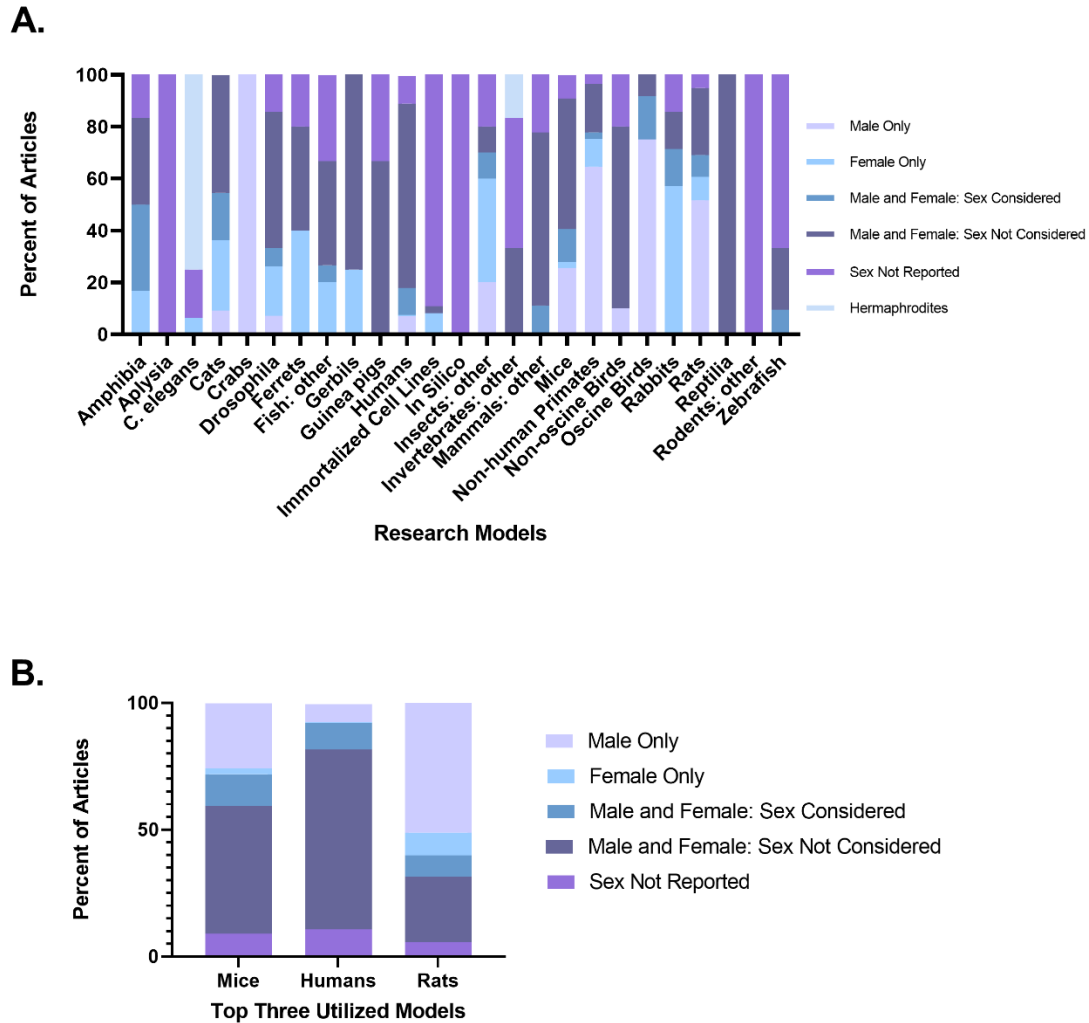 A.
Percent of Articles
100
80
60
40
20
0
Amphibia
Aplysia
C. elegans
Cats
Crabs
Drosophila
Ferrets
Fish: other
Gerbils
Guinea pigs
Humans
Immortalized Cell Lines
In Silico
Insects: other
Invertebrates: other
Mammals: other
Mice
Non-human Primates
Non-oscine Birds
Oscine Birds
Rabbits
Rats
Reptilia
Rodents: other
Zebrafish
Research Models
Male Only
Female Only
Male and Female: Sex Considered
Male and Female: Sex Not Considered
Sex Not Reported
Hermaphrodites
B.
Percent of Articles
100
50
0
Mice
Humans
Rats
Top Three Utilized Models
Male Only
Female Only
Male and Female: Sex Considered
Male and Female: Sex Not Considered
Sex Not Reported